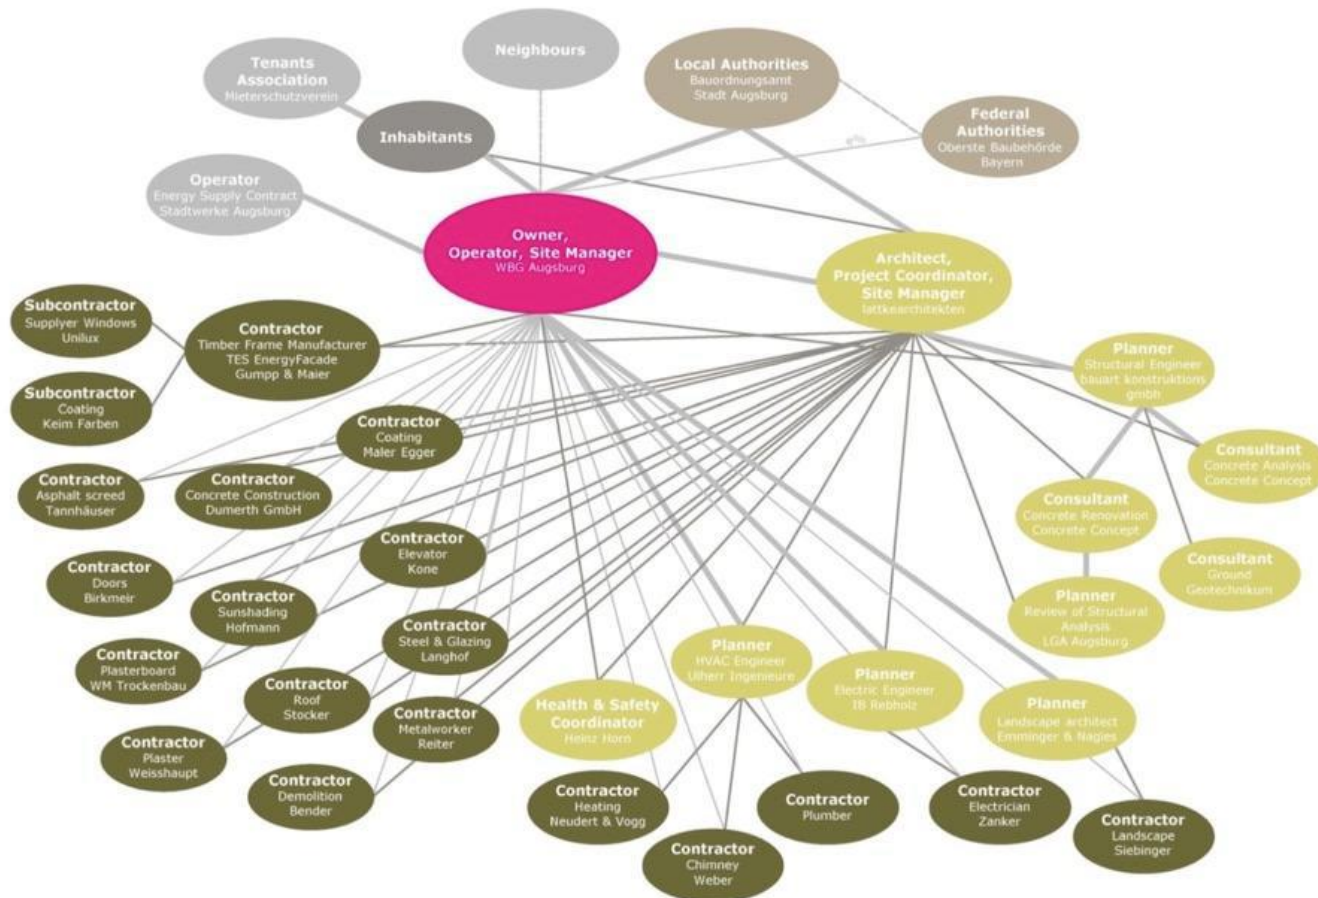 Neighbours
Tenants
Association
Mieterschutzverein
Local Authorities
Bauordnungsamt
Stadt Augsburg
Inhabitants
Federal
Authorities
Oberste Baubehörde
Bayern
Operator
Energy Supply Contract
Stadtwerke Augsburg
Owner,
Operator, Site Manager
WBG Augsburg
Architect,
Project Coordinator,
Site Manager
lattkearchitekten
Subcontractor
Supplyer Windows
Unilux
Contractor
Timber Frame Manufacturer
TES EnergyFacade
Gumpp & Maier
Planner
Structural Engineer
bauart konstruktions
gmbh
Subcontractor
Coating
Keim Farben
Contractor
Coating
Maler Egger
Consultant
Concrete Analysis
Concrete Concept
Contractor
Asphalt screed
Tannhäuser
Contractor
Concrete Construction
Dumerth GmbH
Consultant
Concrete Renovation
Concrete Concept
Contractor
Elevator
Kone
Contractor
Doors
Birkmeir
Consultant
Ground
Geotechnikum
Contractor
Sunshading
Hofmann
Planner
Review of Structural
Analysis
LGA Augsburg
Contractor
Steel & Glazing
Langhof
Contractor
Plasterboard
WM Trockenbau
Planner
HVAC Engineer
Ulherr Ingenieure
Contractor
Roof
Stocker
Planner
Electric Engineer
IB Rebholz
Health & Safety
Coordinator
Heinz Horn
Planner
Landscape architect
Emminger & Nagies
Contractor
Metalworker
Reiter
Contractor
Plaster
Weisshaupt
Contractor
Demolition
Bender
Contractor
Heating
Neudert & Vogg
Contractor
Plumber
Contractor
Electrician
Zanker
Contractor
Landscape
Siebinger
Contractor
Chimney
Weber